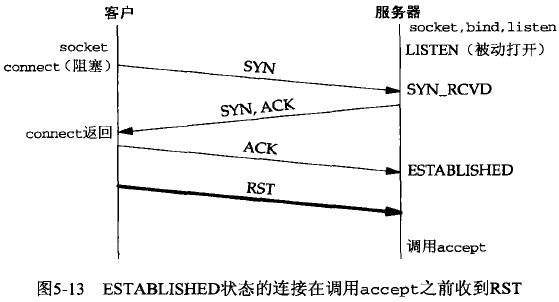 客户
服务器
socket,bind,listen
socket
LISTEN（被动打开）
connect（阻塞）
SYN
SYN_RCVD
SYN, ACK
connect返回
ACK
ESTABLISHED
RST
调用accept
图5-13 ESTABLISHED状态的连接在调用accept之前收到RST